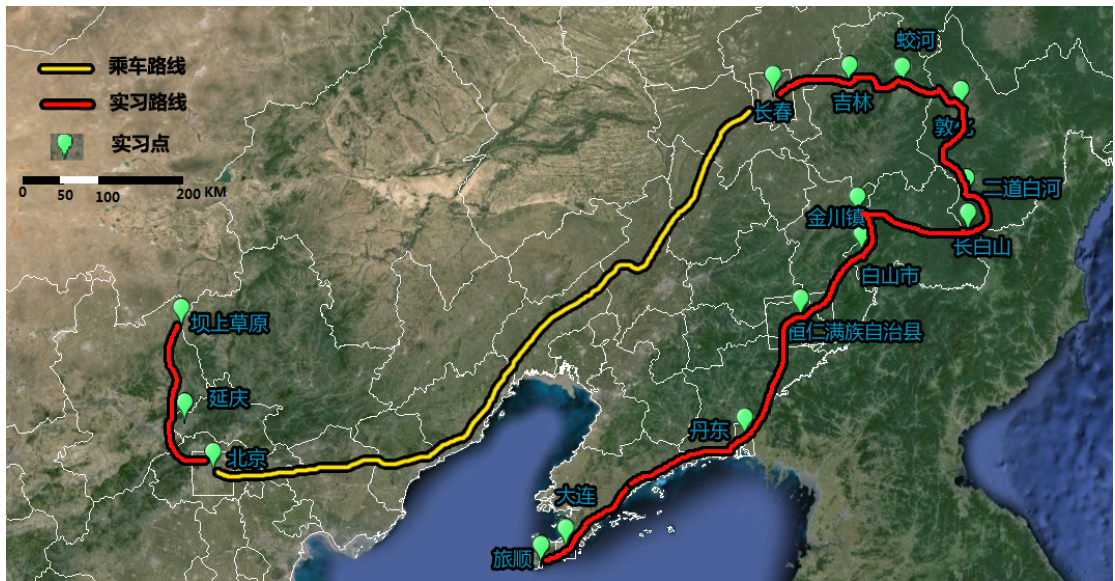 乘车路线
实习路线
实习点
0 50 100 200 KM
蛟河
长春
吉林
敦化
二道白河
金川镇
长白山
白山市
坝上草原
恒仁满族自治县
延庆
丹东
北京
大连
旅顺